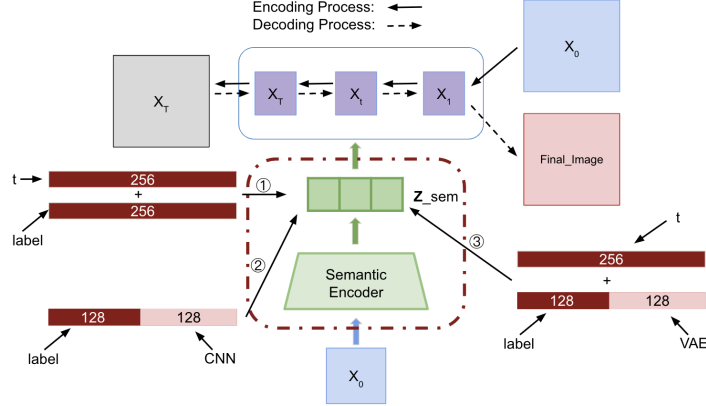 Encoding Process:
Decoding Process:
X_T
X_T
X_t
X_1
X_0
Final_Image
t
256
+
256
label
①
Z_sem
②
③
Semantic
Encoder
t
256
+
128 128
label
VAE
128 128
label
CNN
X_0